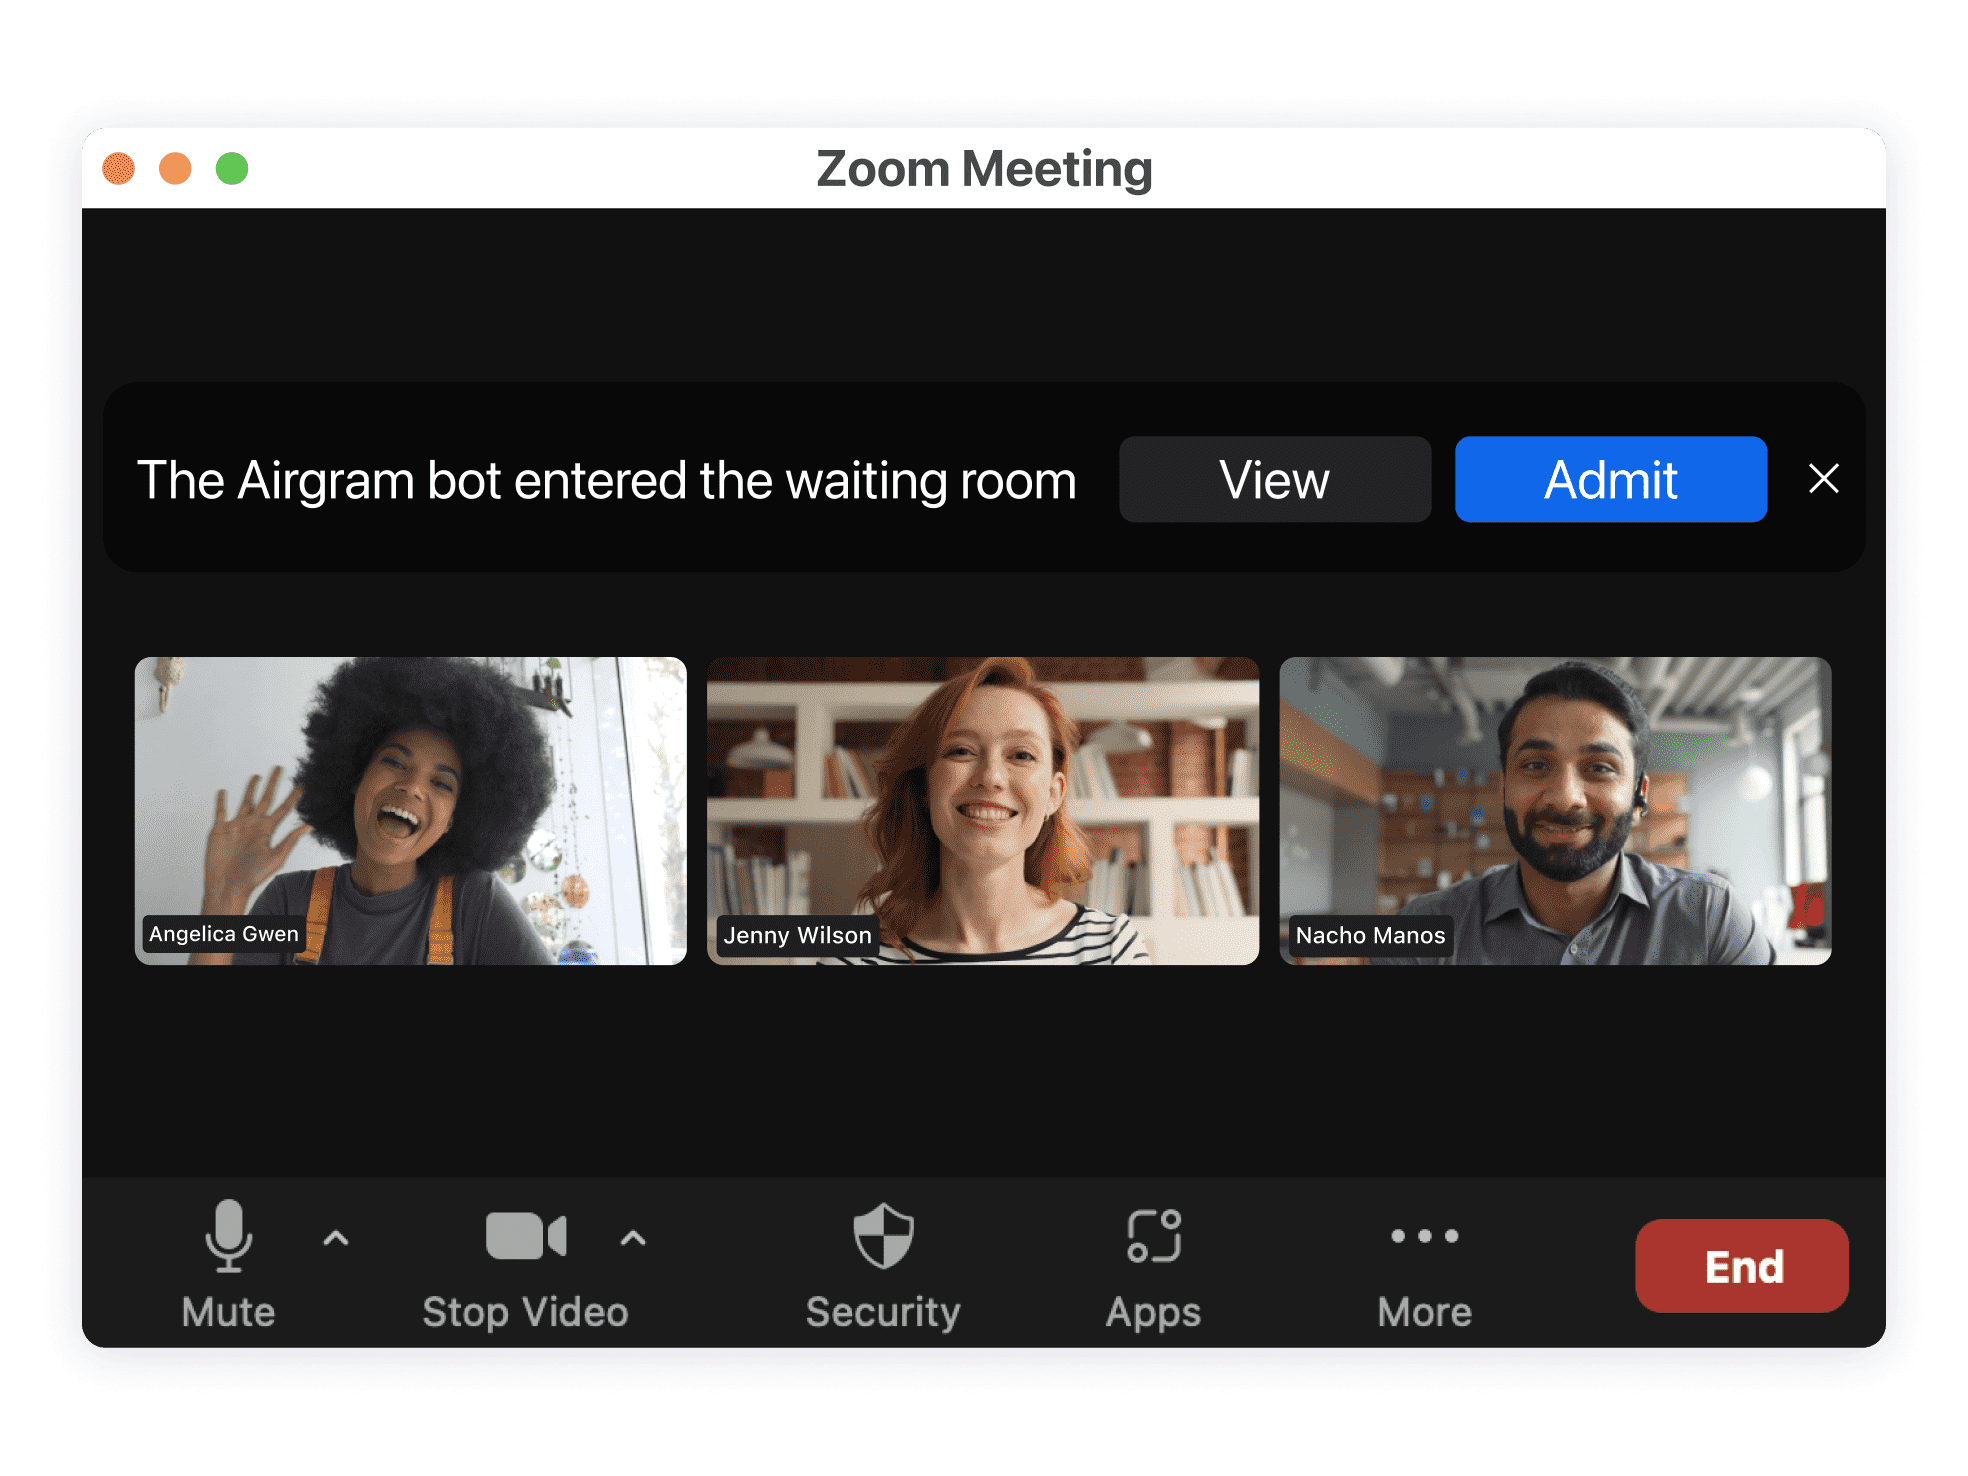 Zoom Meeting
The Airgram bot entered the waiting room View Admit
Angelica Gwen Jenny Wilson Nacho Manos
Mute Stop Video Security Apps More End